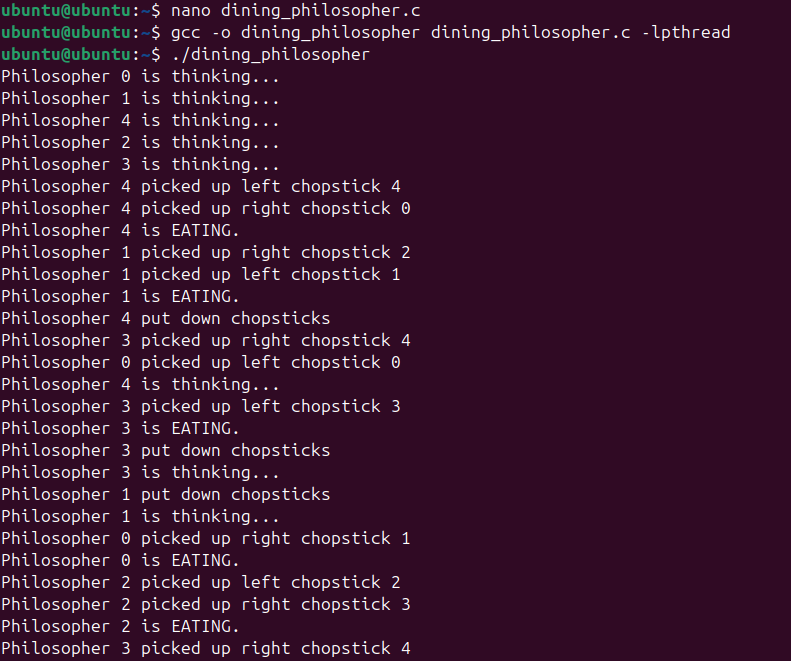 ubuntu@ubuntu:~$ nano dining_philosopher.c
ubuntu@ubuntu:~$ gcc -o dining_philosopher dining_philosopher.c -lpthread
ubuntu@ubuntu:~$ ./dining_philosopher
Philosopher 0 is thinking...
Philosopher 1 is thinking...
Philosopher 4 is thinking...
Philosopher 2 is thinking...
Philosopher 3 is thinking...
Philosopher 4 picked up left chopstick 4
Philosopher 4 picked up right chopstick 0
Philosopher 4 is EATING.
Philosopher 1 picked up right chopstick 2
Philosopher 1 picked up left chopstick 1
Philosopher 1 is EATING.
Philosopher 4 put down chopsticks
Philosopher 3 picked up right chopstick 4
Philosopher 0 picked up left chopstick 0
Philosopher 4 is thinking...
Philosopher 3 picked up left chopstick 3
Philosopher 3 is EATING.
Philosopher 3 put down chopsticks
Philosopher 3 is thinking...
Philosopher 1 put down chopsticks
Philosopher 1 is thinking...
Philosopher 0 picked up right chopstick 1
Philosopher 0 is EATING.
Philosopher 2 picked up left chopstick 2
Philosopher 2 picked up right chopstick 3
Philosopher 2 is EATING.
Philosopher 3 picked up right chopstick 4